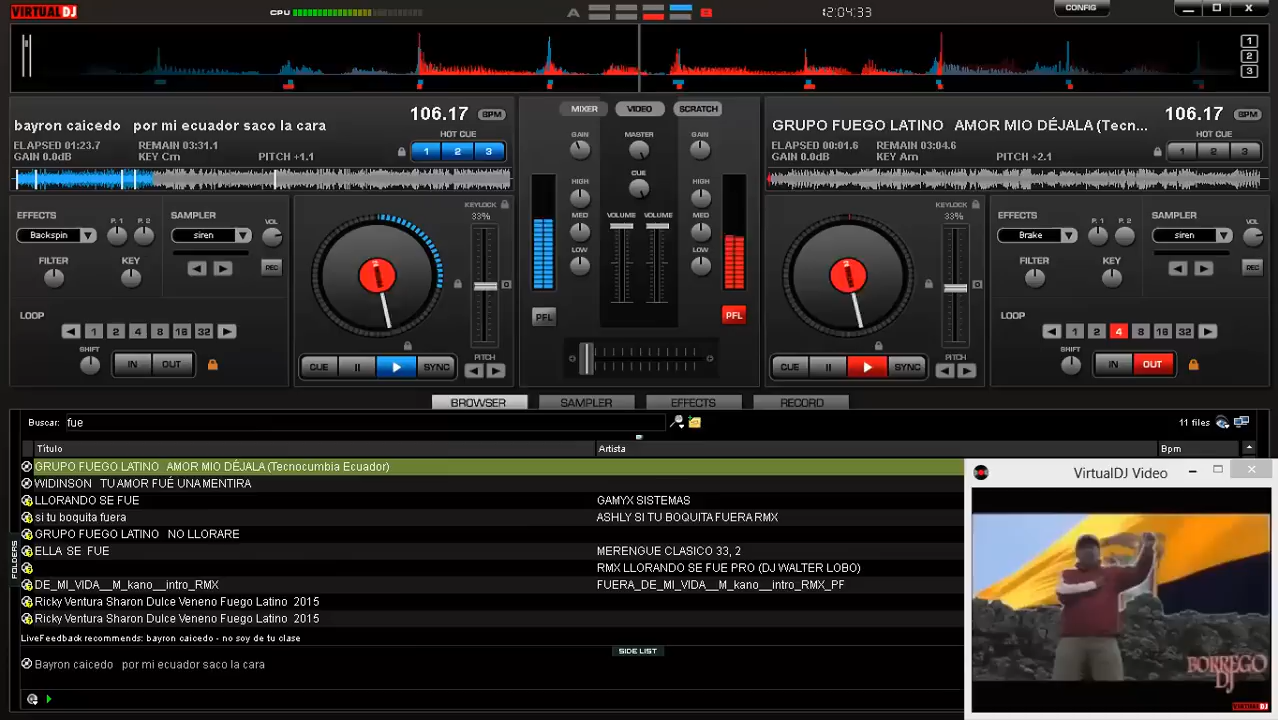 VIRTUAL DJ
CPU
A
B
12:04:33
CONFIG
1
2
3
106.17 BPM
bayron caicedo por mi ecuador saco la cara
HOT CUE
ELAPSED 01:23.7 REMAIN 03:31.1
GAIN 0.0dB KEY Cm PITCH +1.1
1 2 3
MIXER VIDEO SCRATCH
GAIN MASTER GAIN
CUE
HIGH HIGH
MED VOLUME VOLUME MED
LOW LOW
PFL PFL
106.17 BPM
GRUPO FUEGO LATINO AMOR MIO DÉJALA (Tecn...
HOT CUE
ELAPSED 00:01.6 REMAIN 03:04.6
GAIN 0.0dB KEY Am PITCH +2.1
1 2 3
EFFECTS P. 1 P. 2 SAMPLER VOL
Backspin siren
FILTER KEY REC
LOOP
1 2 4 8 16 32
SHIFT IN OUT
KEYLOCK
33%
2
CUE SYNC PITCH
KEYLOCK
33%
2
CUE SYNC PITCH
EFFECTS P. 1 P. 2 SAMPLER VOL
Brake siren
FILTER KEY REC
LOOP
1 2 4 8 16 32
SHIFT IN OUT
BROWSER SAMPLER EFFECTS RECORD
Buscar: fue 11 files
Título Artista Bpm
GRUPO FUEGO LATINO AMOR MIO DÉJALA (Tecnocumbia Ecuador)
WIDINSON TU AMOR FUÉ UNA MENTIRA
LLORANDO SE FUE GAMYX SISTEMAS
si tu boquita fuera ASHLY SI TU BOQUITA FUERA RMX
GRUPO FUEGO LATINO NO LLORARE
ELLA SE FUE MERENGUE CLASICO 33, 2
RMX LLORANDO SE FUE PRO (DJ WALTER LOBO)
DE_MI_VIDA__M_kano__intro_RMX FUERA_DE_MI_VIDA__M_kano__intro_RMX_PF
Ricky Ventura Sharon Dulce Veneno Fuego Latino 2015
Ricky Ventura Sharon Dulce Veneno Fuego Latino 2015
LiveFeedback recommends: bayron caicedo - no soy de tu clase
SIDE LIST
Bayron caicedo por mi ecuador saco la cara
FOLDERS
VirtualDJ Video
BORREGO
DJ
VIRTUAL DJ